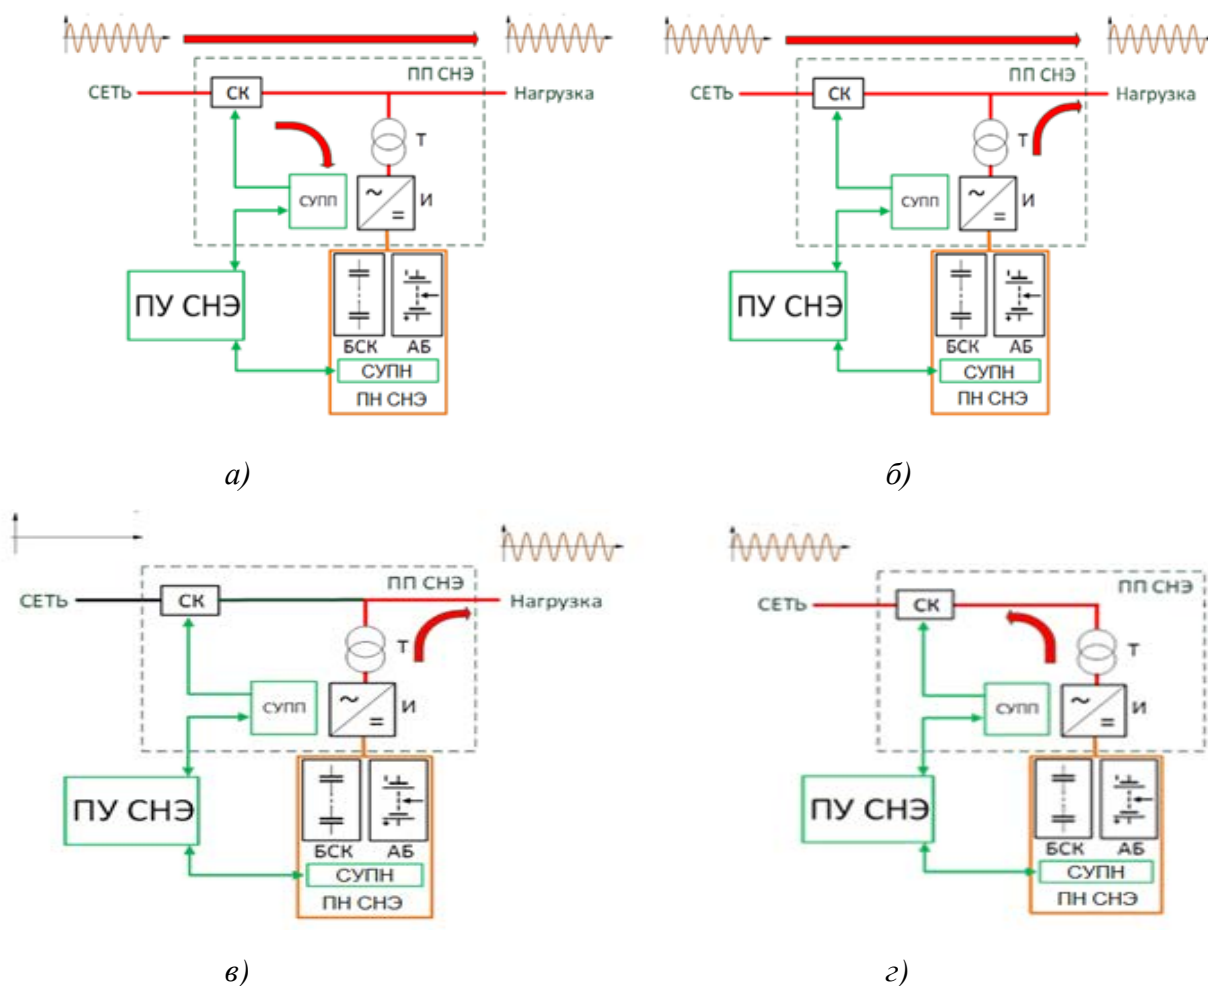 ПП СНЭ
СЕТЬ
СК
Нагрузка
Т
СУПП
~
=
И
ПУ СНЭ
БСК
АБ
СУПН
ПН СНЭ
а)
ПП СНЭ
СЕТЬ
СК
Нагрузка
Т
СУПП
~
=
И
ПУ СНЭ
БСК
АБ
СУПН
ПН СНЭ
б)
ПП СНЭ
СЕТЬ
СК
Нагрузка
Т
СУПП
~
=
И
ПУ СНЭ
БСК
АБ
СУПН
ПН СНЭ
в)
ПП СНЭ
СЕТЬ
СК
Т
СУПП
~
=
И
ПУ СНЭ
БСК
АБ
СУПН
ПН СНЭ
г)